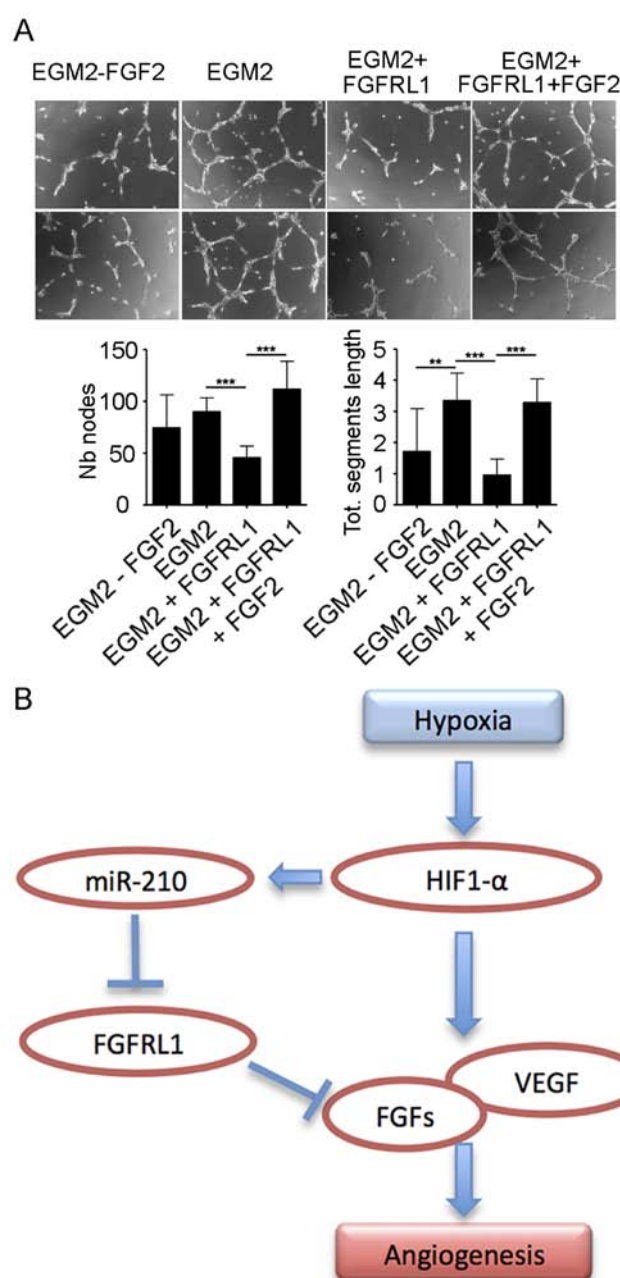 A
EGM2-FGF2
EGM2
EGM2+
FGFRL1
EGM2+
FGFRL1+FGF2
Nb nodes
150
100
50
0
***
***
EGM2 - FGF2
EGM2
EGM2 + FGFRL1
EGM2 + FGFRL1
+ FGF2
Tot. segments length
5
4
3
2
1
0
**
***
***
EGM2 - FGF2
EGM2
EGM2 + FGFRL1
EGM2 + FGFRL1
+ FGF2
B
Hypoxia
miR-210
HIF1-α
FGFRL1
VEGF
FGFs
Angiogenesis